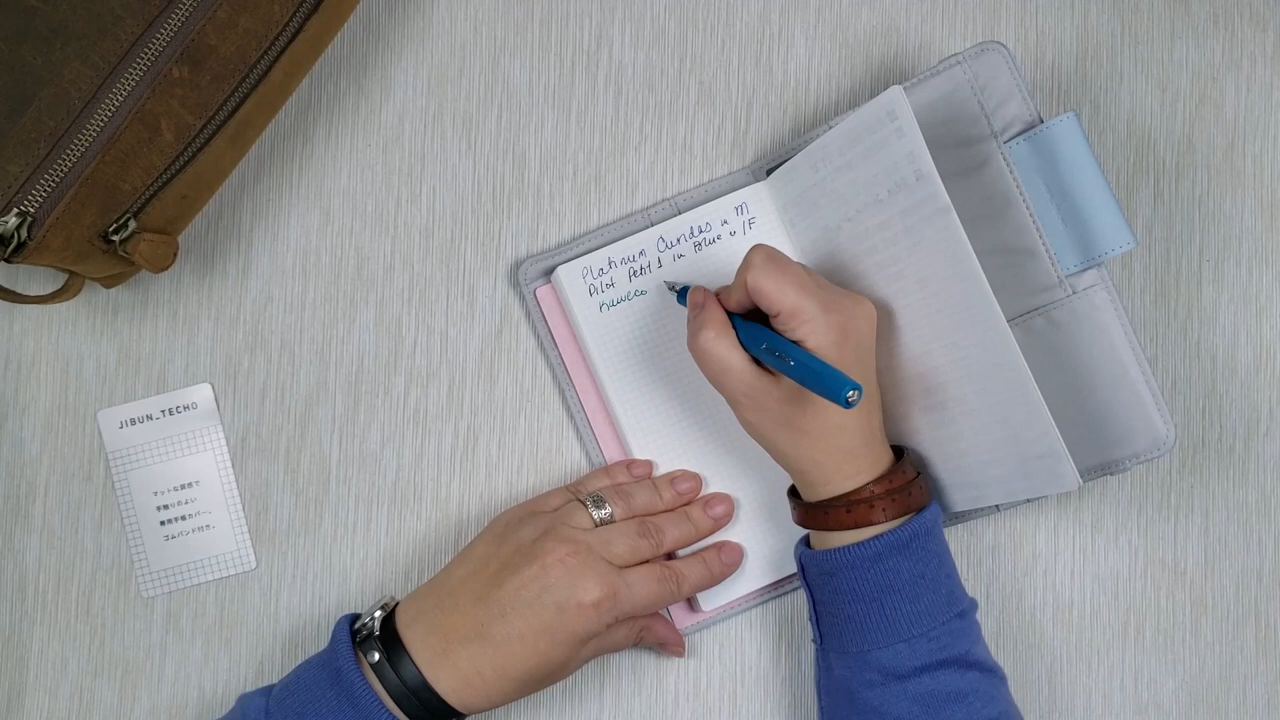 Platinum Curidas in M
Pilot Petit 1 in Blue w/F
Kaweco
JIBUN_TECHO
マットな質感で
手触りのよい
専用手帳カバー。
ゴムバンド付き。